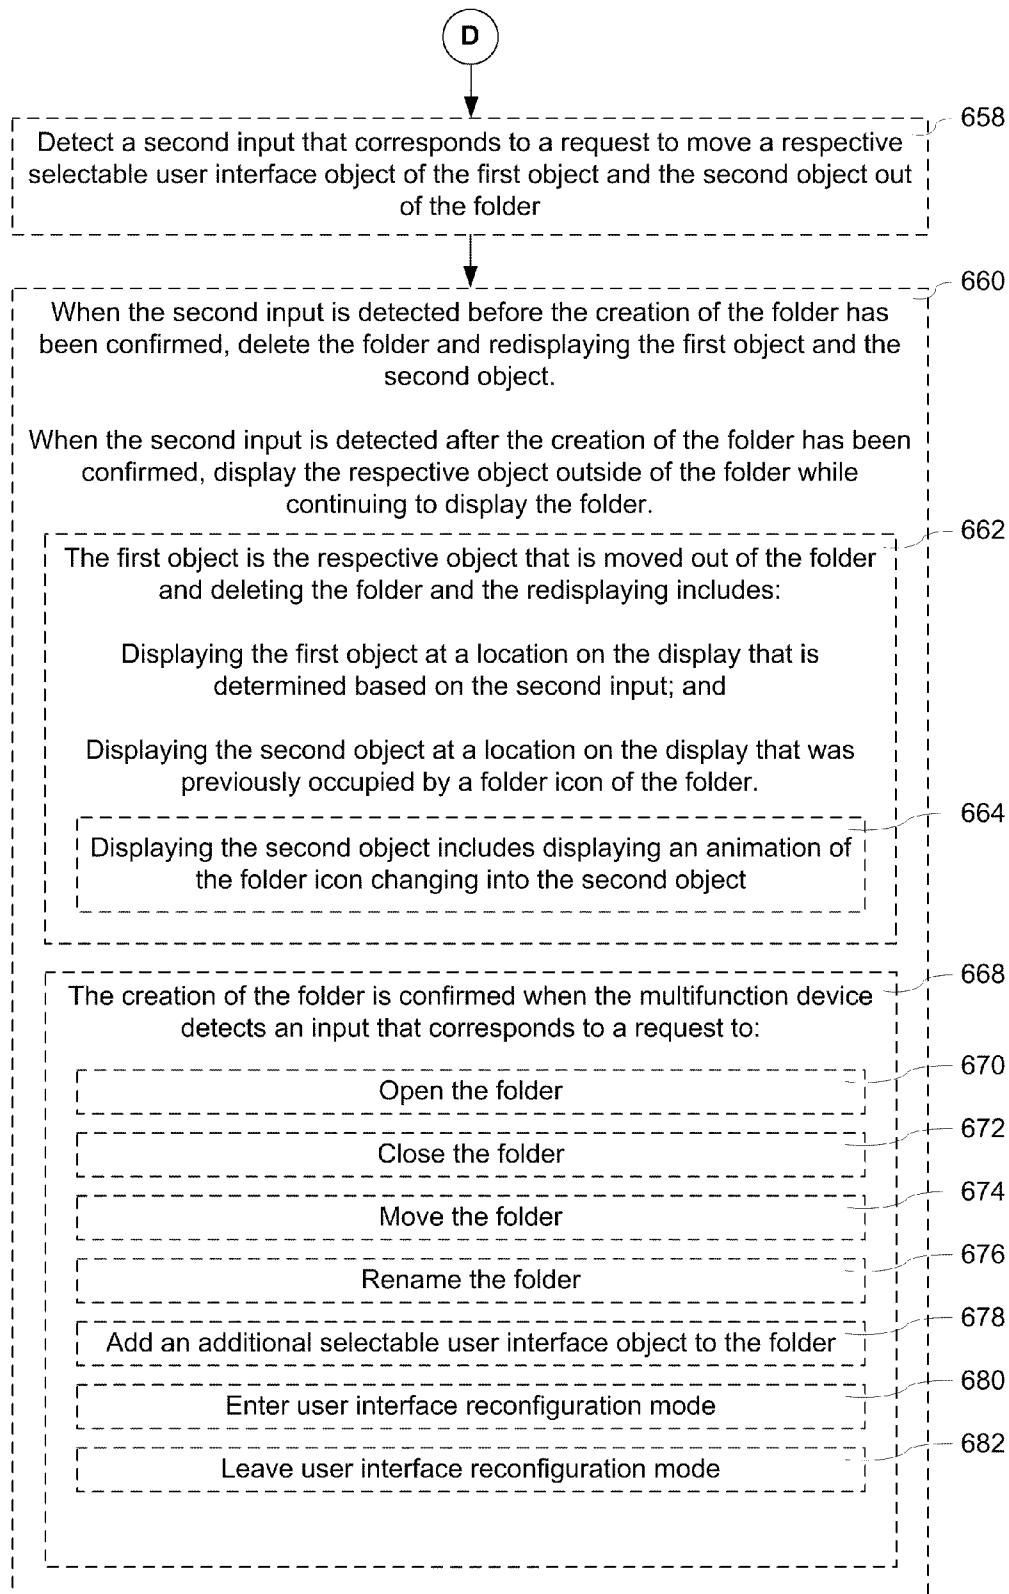 D
658
Detect a second input that corresponds to a request to move a respective
selectable user interface object of the first object and the second object out
of the folder
660
When the second input is detected before the creation of the folder has
been confirmed, delete the folder and redisplaying the first object and the
second object.
When the second input is detected after the creation of the folder has been
confirmed, display the respective object outside of the folder while
continuing to display the folder.
662
The first object is the respective object that is moved out of the folder
and deleting the folder and the redisplaying includes:
Displaying the first object at a location on the display that is
determined based on the second input; and
Displaying the second object at a location on the display that was
previously occupied by a folder icon of the folder.
664
Displaying the second object includes displaying an animation of
the folder icon changing into the second object
668
The creation of the folder is confirmed when the multifunction device
detects an input that corresponds to a request to:
670
Open the folder
672
Close the folder
674
Move the folder
676
Rename the folder
678
Add an additional selectable user interface object to the folder
680
Enter user interface reconfiguration mode
682
Leave user interface reconfiguration mode